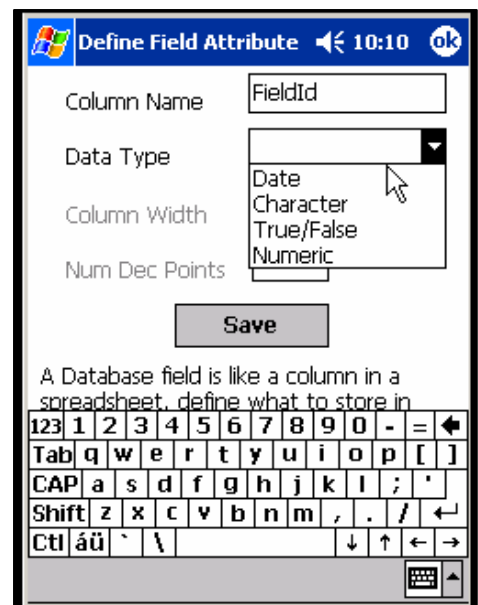 Define Field Attribute 10:10 ok
Column Name FieldId
Data Type
Date
Character
Column Width
True/False
Numeric
Num Dec Points
Save
A Database field is like a column in a
spreadsheet, define what to store in
123 1 2 3 4 5 6 7 8 9 0 - =
Tab q w e r t y u i o p [ ]
CAP a s d f g h j k l ; '
Shift z x c v b n m , . /
Ctl áü ` \ ↓ ↑ ← →